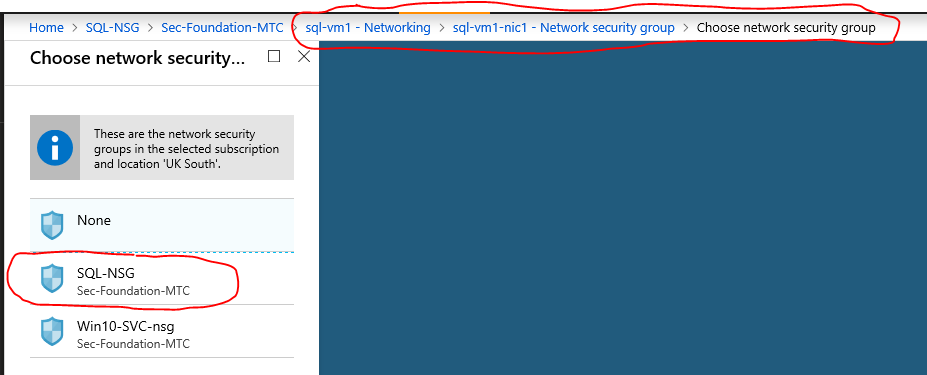 Home > SQL-NSG > Sec-Foundation-MTC > sql-vm1 - Networking > sql-vm1-nic1 - Network security group > Choose network security group
Choose network security...
These are the network security
groups in the selected subscription
and location 'UK South'.
None
SQL-NSG
Sec-Foundation-MTC
Win10-SVC-nsg
Sec-Foundation-MTC